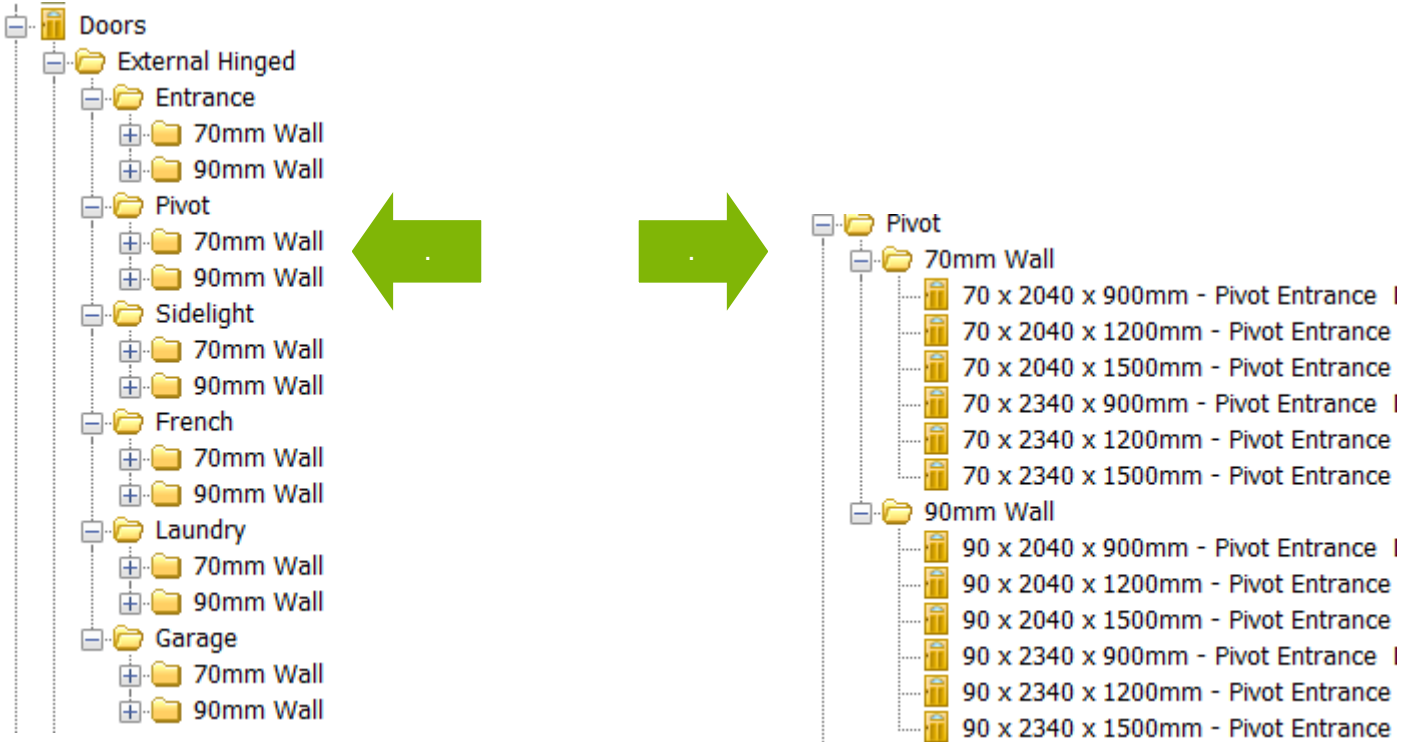 Doors
External Hinged
Entrance
70mm Wall
90mm Wall
Pivot
70mm Wall
90mm Wall
Sidelight
70mm Wall
90mm Wall
French
70mm Wall
90mm Wall
Laundry
70mm Wall
90mm Wall
Garage
70mm Wall
90mm Wall
.
.
Pivot
70mm Wall
70 x 2040 x 900mm - Pivot Entrance
70 x 2040 x 1200mm - Pivot Entrance
70 x 2040 x 1500mm - Pivot Entrance
70 x 2340 x 900mm - Pivot Entrance
70 x 2340 x 1200mm - Pivot Entrance
70 x 2340 x 1500mm - Pivot Entrance
90mm Wall
90 x 2040 x 900mm - Pivot Entrance
90 x 2040 x 1200mm - Pivot Entrance
90 x 2040 x 1500mm - Pivot Entrance
90 x 2340 x 900mm - Pivot Entrance
90 x 2340 x 1200mm - Pivot Entrance
90 x 2340 x 1500mm - Pivot Entrance